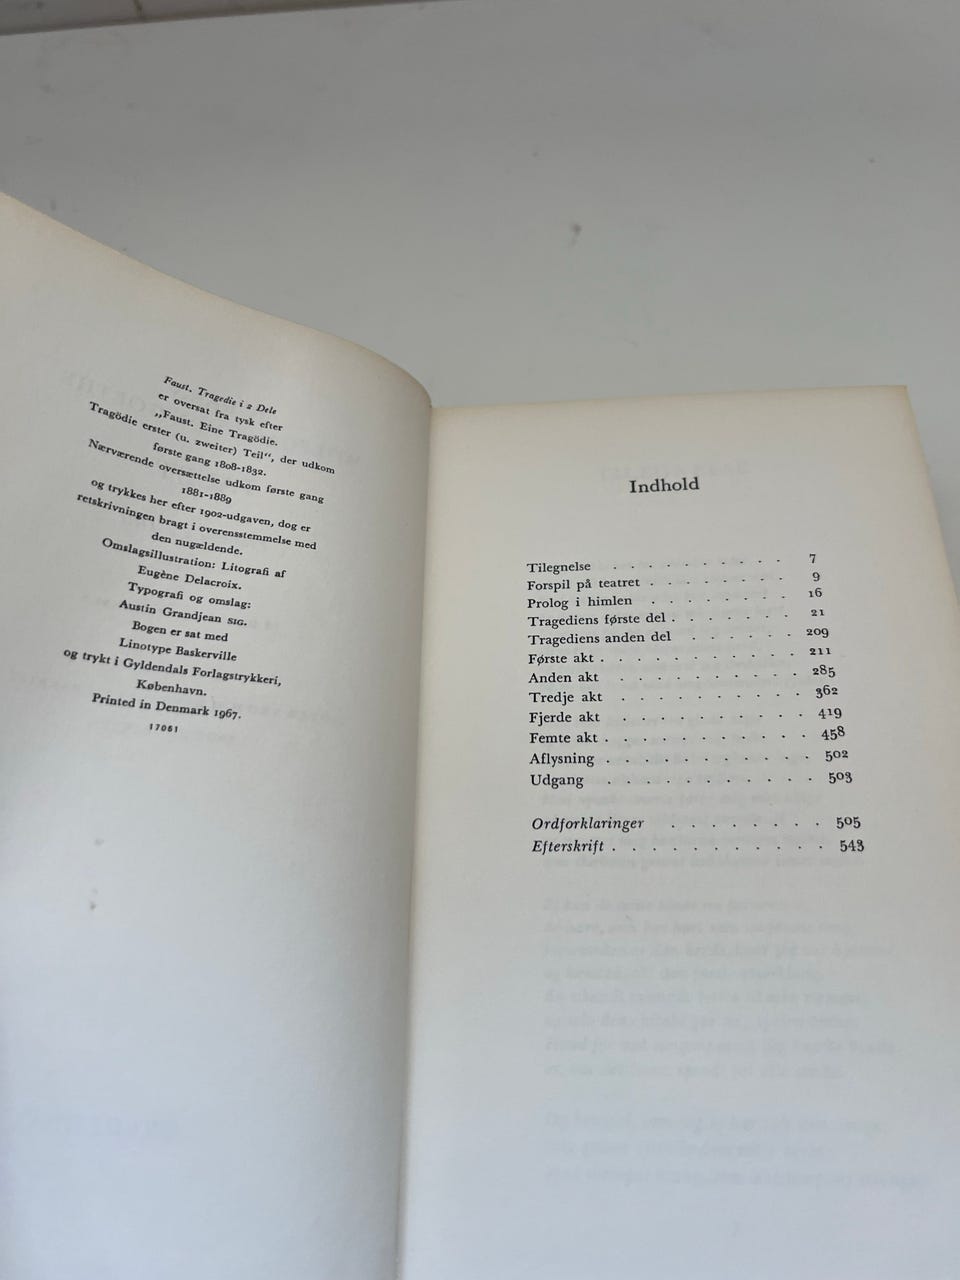 Faust. Tragedie i 2 Dele
er oversat fra tysk efter
„Faust. Eine Tragödie.
Tragödie erster (u. zweiter) Teil“, der udkom
første gang 1808-1832.
Nærværende oversættelse udkom første gang
1881-1889
og trykkes her efter 1902-udgaven, dog er
retskrivningen bragt i overensstemmelse med
den nugældende.
Omslagsillustration: Litografi af
Eugène Delacroix.
Typografi og omslag:
Austin Grandjean SIG.
Bogen er sat med
Linotype Baskerville
og trykt i Gyldendals Forlagstrykkeri,
København.
Printed in Denmark 1967.
17051
Indhold
Tilegnelse . . . . . . . . . . 7
Forspil på teatret . . . . . . . . 9
Prolog i himlen . . . . . . . . 16
Tragediens første del . . . . . . . 21
Tragediens anden del . . . . . . 209
Første akt . . . . . . . . . . 211
Anden akt . . . . . . . . . 285
Tredje akt . . . . . . . . . 362
Fjerde akt . . . . . . . . . 419
Femte akt . . . . . . . . . . 458
Aflysning . . . . . . . . . . 502
Udgang . . . . . . . . . . 503
Ordforklaringer . . . . . . . . 505
Efterskrift . . . . . . . . . . 543